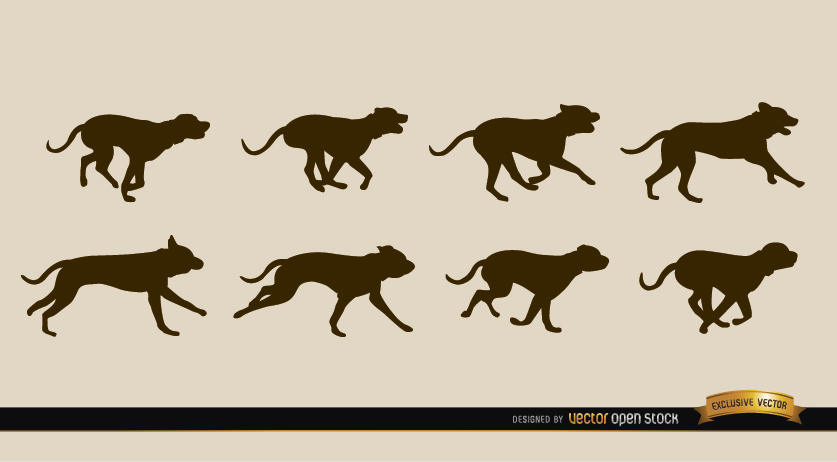 DESIGNED BY vector open stock
EXCLUSIVE VECTOR